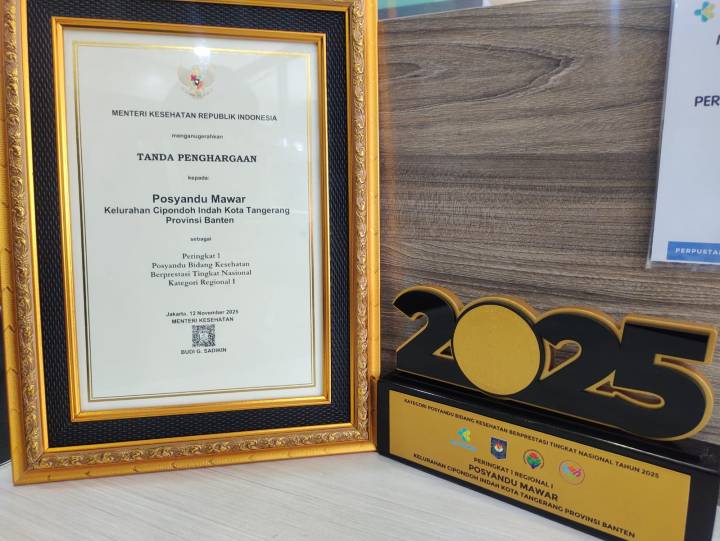 MENTERI KESEHATAN REPUBLIK INDONESIA
menganugerahkan
TANDA PENGHARGAAN
kepada:
Posyandu Mawar
Kelurahan Cipondoh Indah Kota Tangerang
Provinsi Banten
sebagai
Peringkat 1
Posyandu Bidang Kesehatan
Berprestasi Tingkat Nasional
Kategori Regional I
Jakarta, 12 November 2025
MENTERI KESEHATAN
BUDI G. SADIKIN
2025
KATEGORI POSYANDU BIDANG KESEHATAN BERPRESTASI TINGKAT NASIONAL TAHUN 2025
PERINGKAT 1 REGIONAL I
POSYANDU MAWAR
KELURAHAN CIPONDOH INDAH KOTA TANGERANG PROVINSI BANTEN